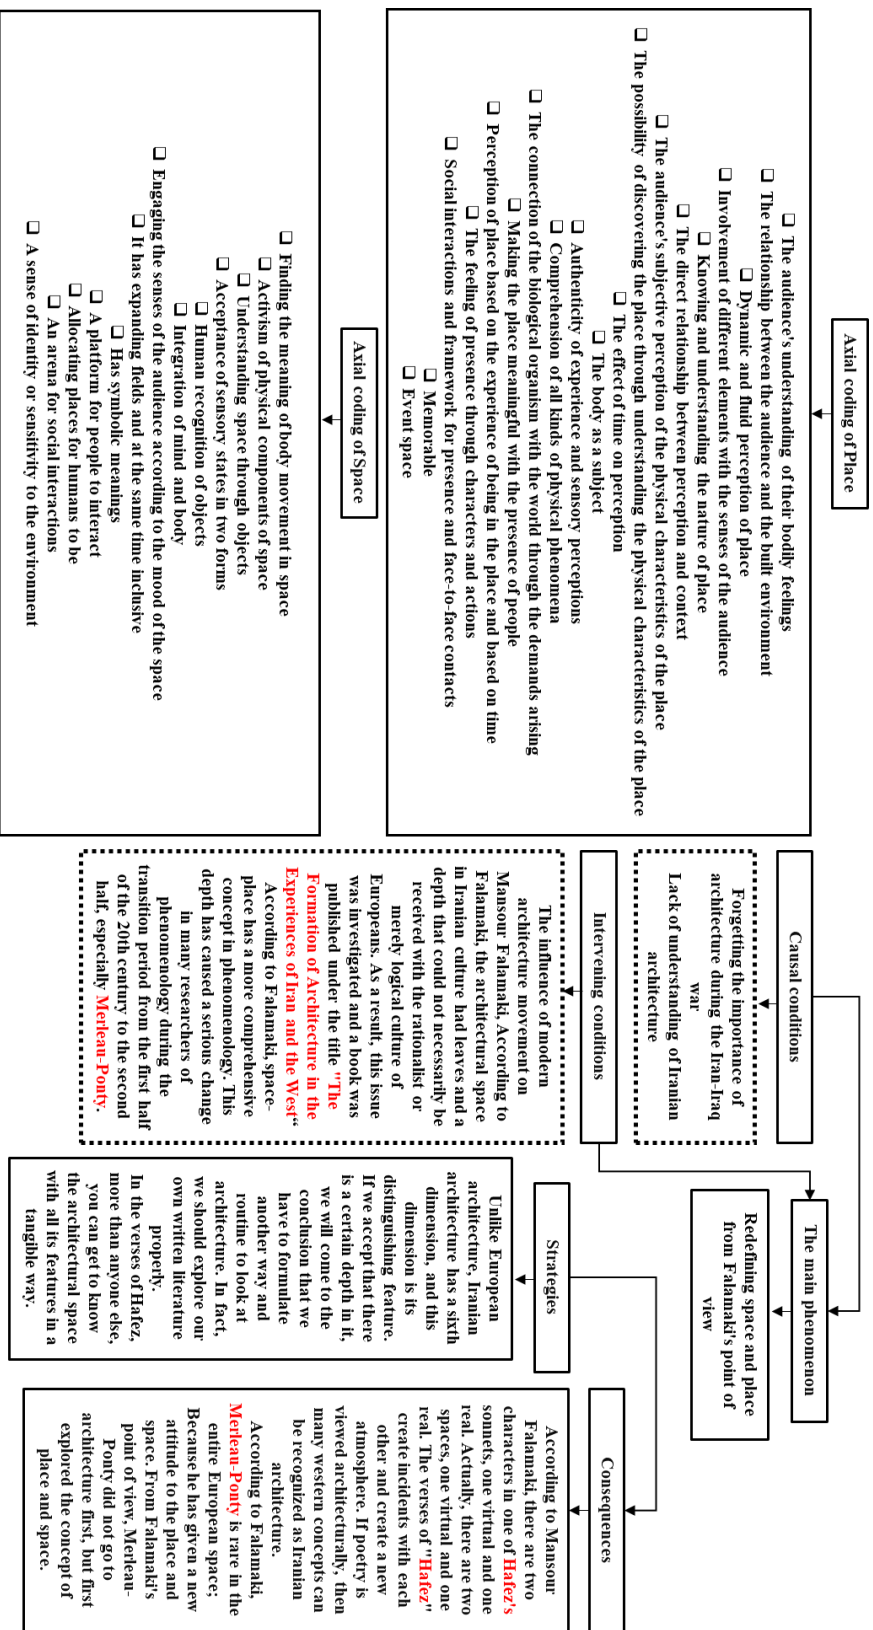 Axial coding of Place
❑ The audience's understanding of their bodily feelings
❑ The relationship between the audience and the built environment
❑ Dynamic and fluid perception of place
❑ Involvement of different elements with the senses of the audience
❑ Knowing and understanding the nature of place
❑ The direct relationship between perception and context
❑ The audience's subjective perception of the physical characteristics of the place
❑ The possibility of discovering the place through understanding the physical characteristics of the place
❑ The effect of time on perception
❑ The body as a subject
❑ Authenticity of experience and sensory perceptions
❑ Comprehension of all kinds of physical phenomena
❑ The connection of the biological organism with the world through the demands arising
❑ Making the place meaningful with the presence of people
❑ Perception of place based on the experience of being in the place and based on time
❑ The feeling of presence through characters and actions
❑ Social interactions and framework for presence and face-to-face contacts
❑ Memorable
❑ Event space
Axial coding of Space
❑ Finding the meaning of body movement in space
❑ Activism of physical components of space
❑ Understanding space through objects
❑ Acceptance of sensory states in two forms
❑ Human recognition of objects
❑ Integration of mind and body
❑ Engaging the senses of the audience according to the mood of the space
❑ It has expanding fields and at the same time inclusive
❑ Has symbolic meanings
❑ A platform for people to interact
❑ Allocating places for humans to be
❑ An arena for social interactions
❑ A sense of identity or sensitivity to the environment
Causal conditions
Forgetting the importance of
architecture during the Iran-Iraq
war
Lack of understanding of Iranian
architecture
Intervening conditions
The influence of modern
architecture movement on
Mansour Falamaki, According to
Falamaki, the architectural space
in Iranian culture had leaves and a
depth that could not necessarily be
received with the rationalist or
merely logical culture of
Europeans. As a result, this issue
was investigated and a book was
published under the title "The
Formation of Architecture in the
Experiences of Iran and the West“
According to Falamaki, space-
place has a more comprehensive
concept in phenomenology. This
depth has caused a serious change
in many researchers of
phenomenology during the
transition period from the first half
of the 20th century to the second
half, especially Merleau-Ponty.
The main phenomenon
Redefining space and place
from Falamaki's point of
view
Strategies
Unlike European
architecture, Iranian
architecture has a sixth
dimension, and this
dimension is its
distinguishing feature.
If we accept that there
is a certain depth in it,
we will come to the
conclusion that we
have to formulate
another way and
routine to look at
architecture. In fact,
we should explore our
own written literature
properly.
In the verses of Hafez,
more than anyone else,
you can get to know
the architectural space
with all its features in a
tangible way.
Consequences
According to Mansour
Falamaki, there are two
characters in one of Hafez's
sonnets, one virtual and one
real. Actually, there are two
spaces, one virtual and one
real. The verses of "Hafez"
create incidents with each
other and create a new
atmosphere. If poetry is
viewed architecturally, then
many western concepts can
be recognized as Iranian
architecture.
According to Falamaki,
Merleau-Ponty is rare in the
entire European space;
Because he has given a new
attitude to the place and
space. From Falamaki's
point of view, Merleau-
Ponty did not go to
architecture first, but first
explored the concept of
place and space.